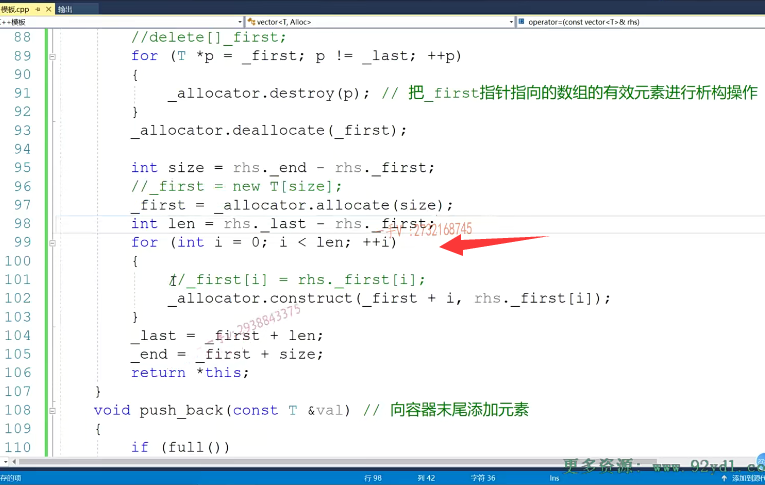 模板.cpp 输出
C++模板 vector<T, Alloc> operator=(const vector<T>& rhs)
88 //delete[]_first;
89 for (T *p = _first; p != _last; ++p)
90 {
91 _allocator.destroy(p); // 把_first指针指向的数组的有效元素进行析构操作
92 }
93 _allocator.deallocate(_first);
94
95 int size = rhs._end - rhs._first;
96 //_first = new T[size];
97 _first = _allocator.allocate(size);
98 int len = rhs._last - rhs._first;
99 for (int i = 0; i < len; ++i)
100 {
101 //_first[i] = rhs._first[i];
102 _allocator.construct(_first + i, rhs._first[i]);
103 }
104 _last = _first + len;
105 _end = _first + size;
106 return *this;
107 }
108 void push_back(const T &val) // 向容器末尾添加元素
109 {
110 if (full())
存的项 行 98 列 42 字符 36 Ins 添加到源代
:2732168745
:2938843375
更多资源: www.92xdl.co